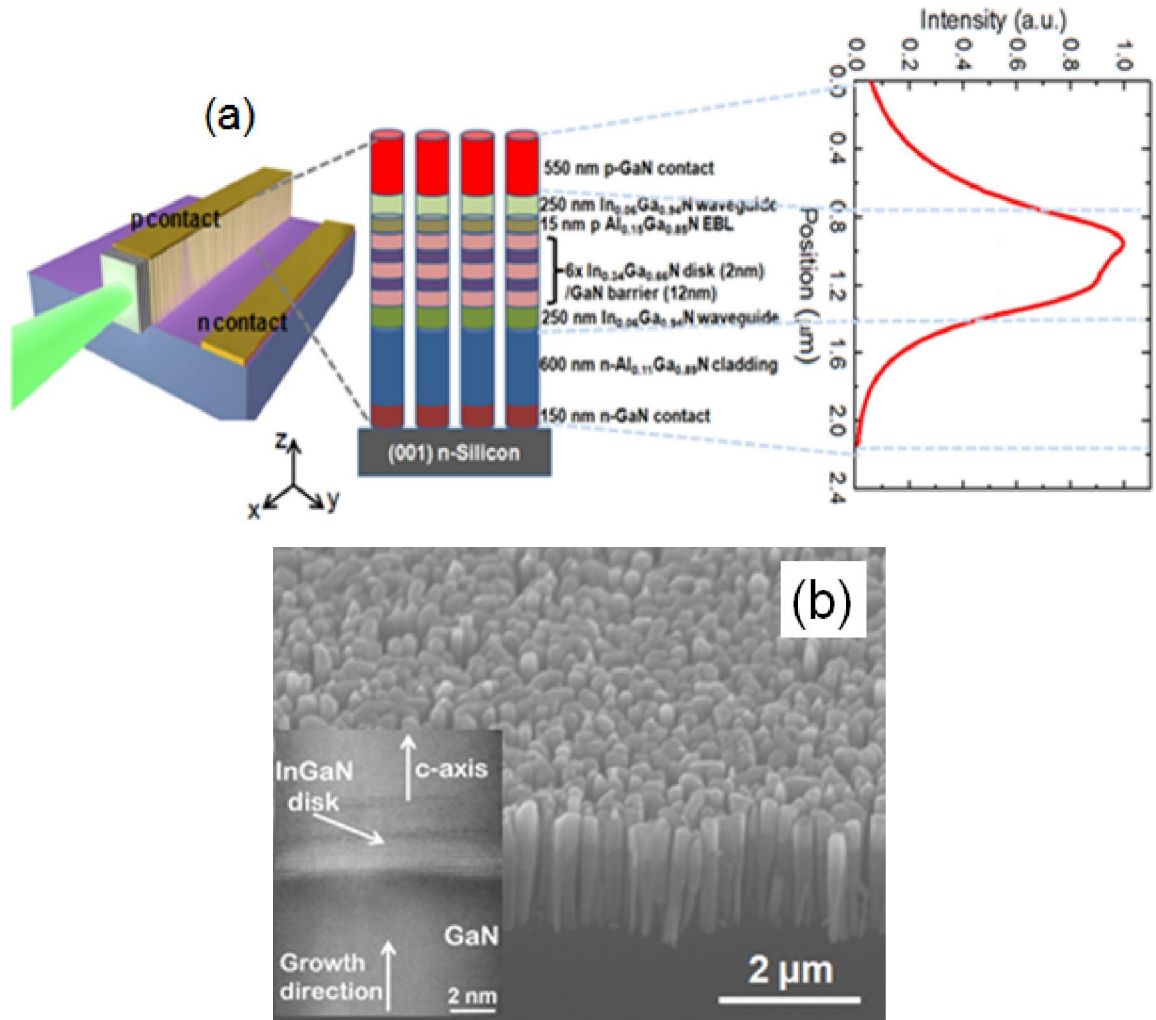 (a)
p contact
n contact
z
x
y
550 nm p-GaN contact
250 nm In0.06Ga0.94N waveguide
15 nm p Al0.15Ga0.85N EBL
6x In0.34Ga0.66N disk (2nm)
/GaN barrier (12nm)
250 nm In0.06Ga0.94N waveguide
600 nm n-Al0.11Ga0.89N cladding
150 nm n-GaN contact
(001) n-Silicon
Intensity (a.u.)
0.0 0.2 0.4 0.6 0.8 1.0
Position (μm)
0.0
0.4
0.8
1.2
1.6
2.0
2.4
(b)
InGaN
disk
c-axis
GaN
Growth
direction
2 nm
2 μm